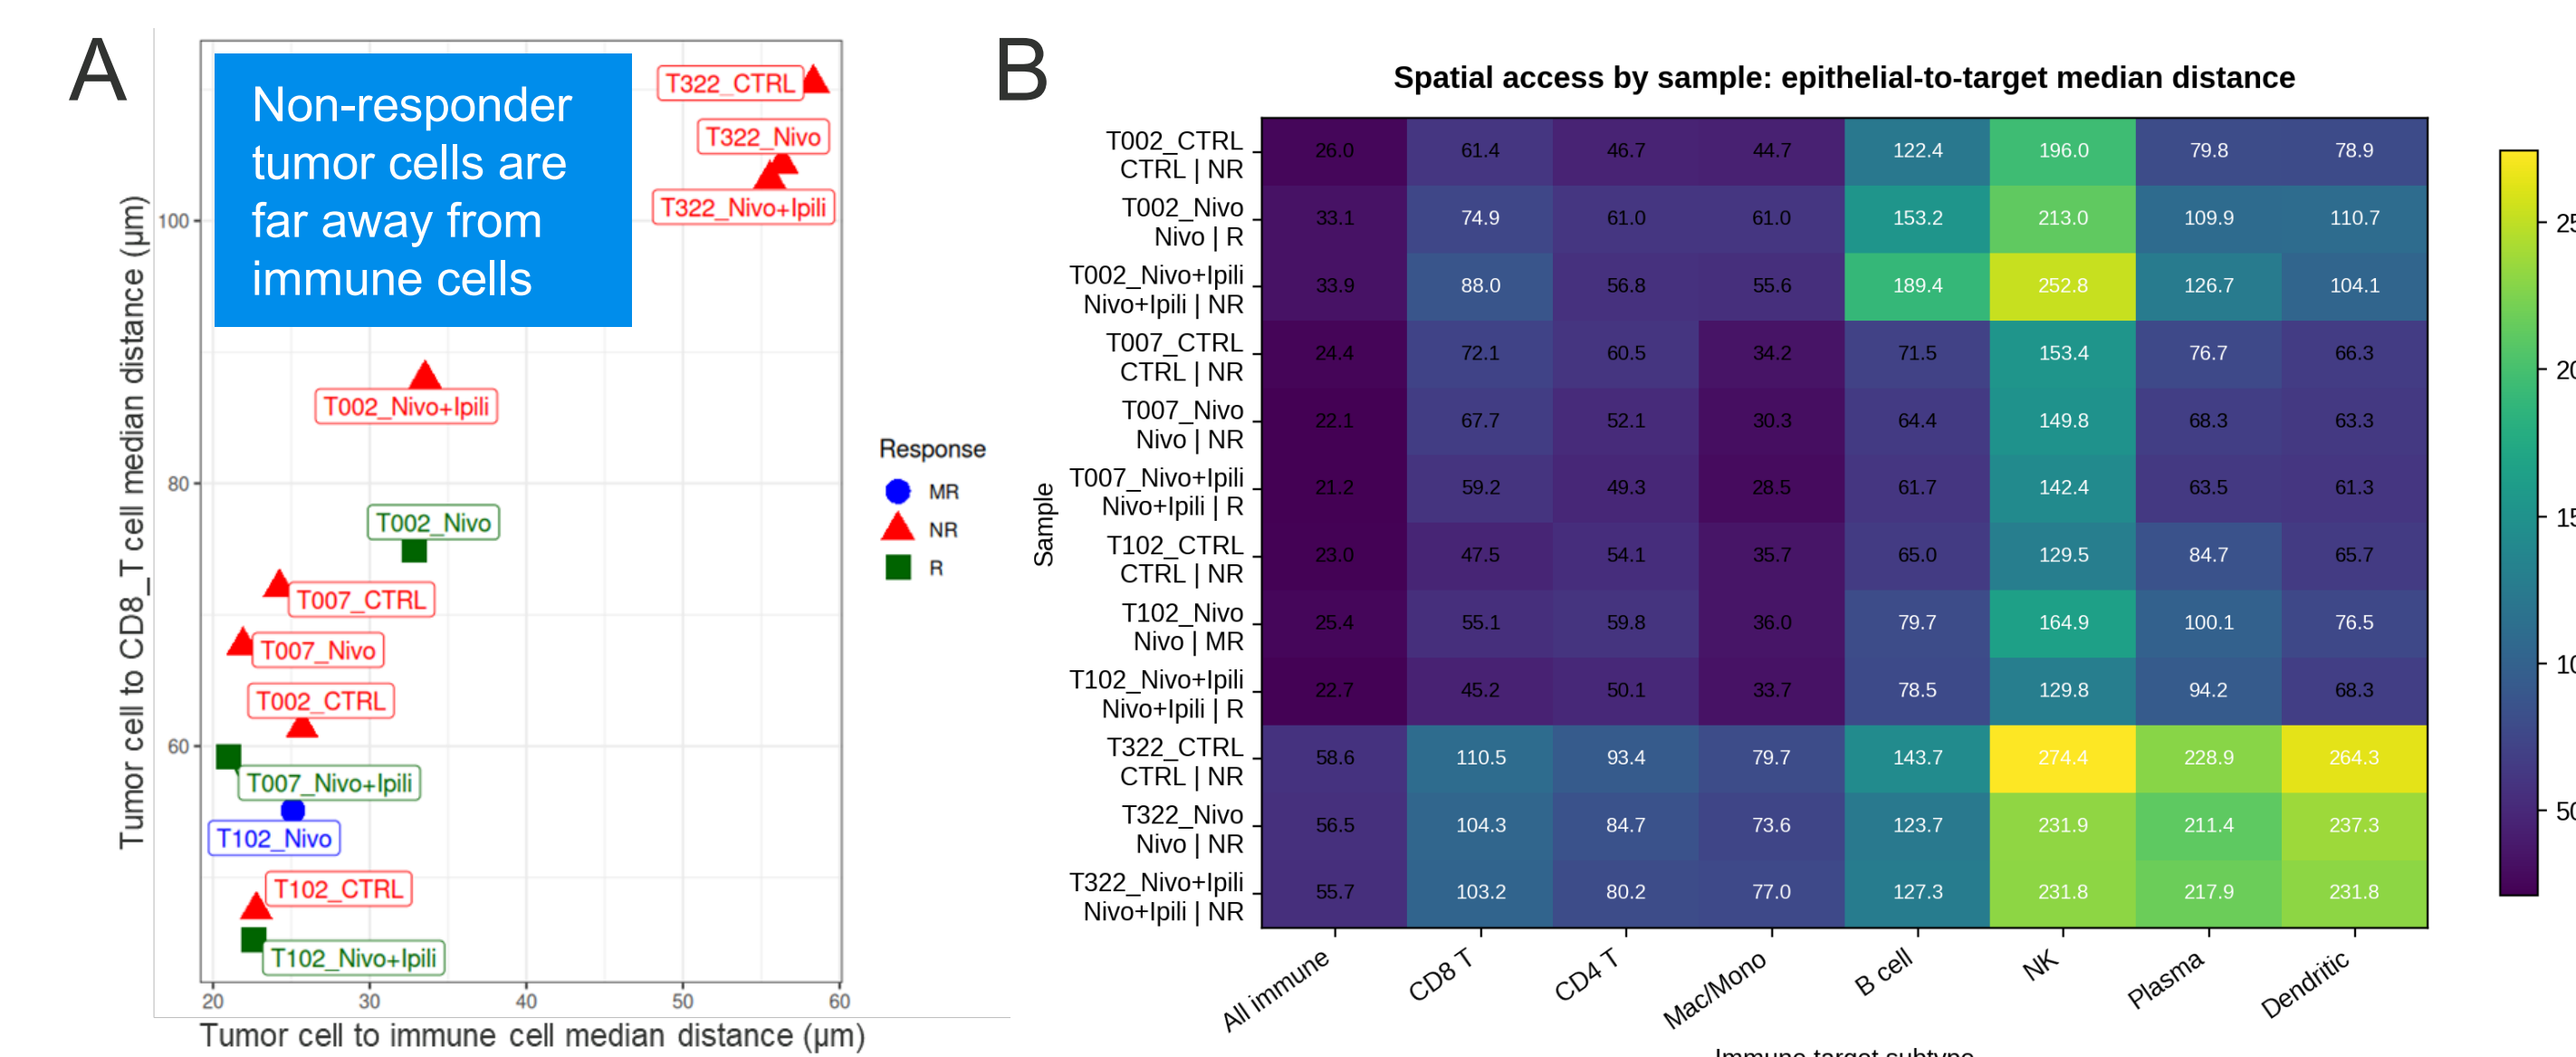 A
Non-responder
tumor cells are
far away from
immune cells
T322_CTRL
T322_Nivo
T322_Nivo+Ipili
T002_Nivo+Ipili
T002_Nivo
T007_CTRL
T007_Nivo
T002_CTRL
T007_Nivo+Ipili
T102_Nivo
T102_CTRL
T102_Nivo+Ipili
100
80
60
20 30 40 50 60
Tumor cell to CD8_T cell median distance (µm)
Tumor cell to immune cell median distance (µm)
Response
MR
NR
R
B
Spatial access by sample: epithelial-to-target median distance
Sample
T002_CTRL
CTRL | NR
26.0 61.4 46.7 44.7 122.4 196.0 79.8 78.9
T002_Nivo
Nivo | R
33.1 74.9 61.0 61.0 153.2 213.0 109.9 110.7
T002_Nivo+Ipili
Nivo+Ipili | NR
33.9 88.0 56.8 55.6 189.4 252.8 126.7 104.1
T007_CTRL
CTRL | NR
24.4 72.1 60.5 34.2 71.5 153.4 76.7 66.3
T007_Nivo
Nivo | NR
22.1 67.7 52.1 30.3 64.4 149.8 68.3 63.3
T007_Nivo+Ipili
Nivo+Ipili | R
21.2 59.2 49.3 28.5 61.7 142.4 63.5 61.3
T102_CTRL
CTRL | NR
23.0 47.5 54.1 35.7 65.0 129.5 84.7 65.7
T102_Nivo
Nivo | MR
25.4 55.1 59.8 36.0 79.7 164.9 100.1 76.5
T102_Nivo+Ipili
Nivo+Ipili | R
22.7 45.2 50.1 33.7 78.5 129.8 94.2 68.3
T322_CTRL
CTRL | NR
58.6 110.5 93.4 79.7 143.7 274.4 228.9 264.3
T322_Nivo
Nivo | NR
56.5 104.3 84.7 73.6 123.7 231.9 211.4 237.3
T322_Nivo+Ipili
Nivo+Ipili | NR
55.7 103.2 80.2 77.0 127.3 231.8 217.9 231.8
All immune
CD8 T
CD4 T
Mac/Mono
B cell
NK
Plasma
Dendritic
Immune target subtype